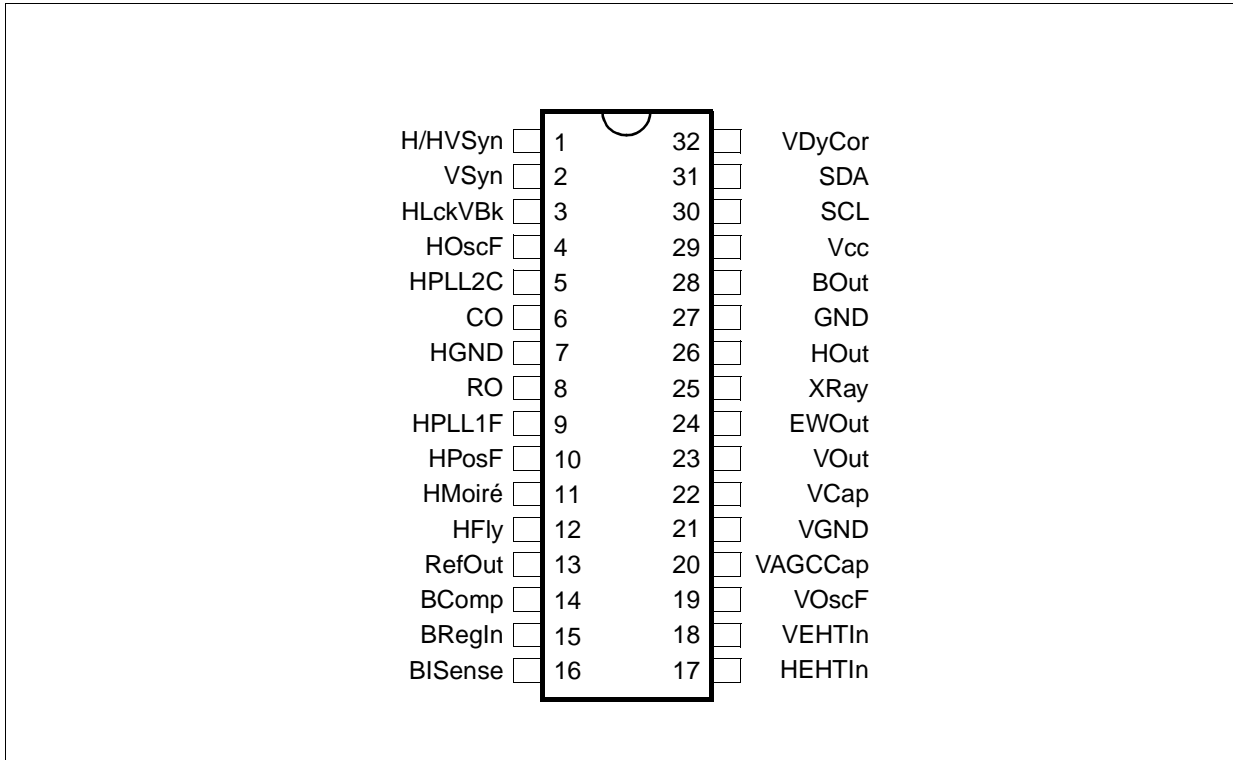 H/HVSyn 1 32 VDyCor
VSyn 2 31 SDA
HLckVBk 3 30 SCL
HOscF 4 29 Vcc
HPLL2C 5 28 BOut
CO 6 27 GND
HGND 7 26 HOut
RO 8 25 XRay
HPLL1F 9 24 EWOut
HPosF 10 23 VOut
HMoiré 11 22 VCap
HFly 12 21 VGND
RefOut 13 20 VAGCCap
BComp 14 19 VOscF
BRegIn 15 18 VEHTIn
BISense 16 17 HEHTIn